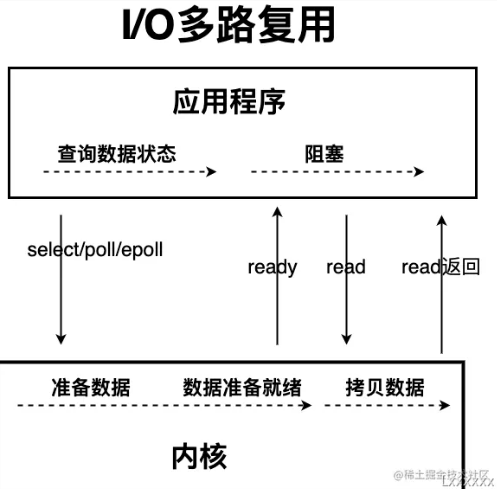 I/O多路复用
应用程序
查询数据状态
阻塞
select/poll/epoll
ready
read
read返回
准备数据
数据准备就绪
拷贝数据
内核
@稀土掘金技术社区